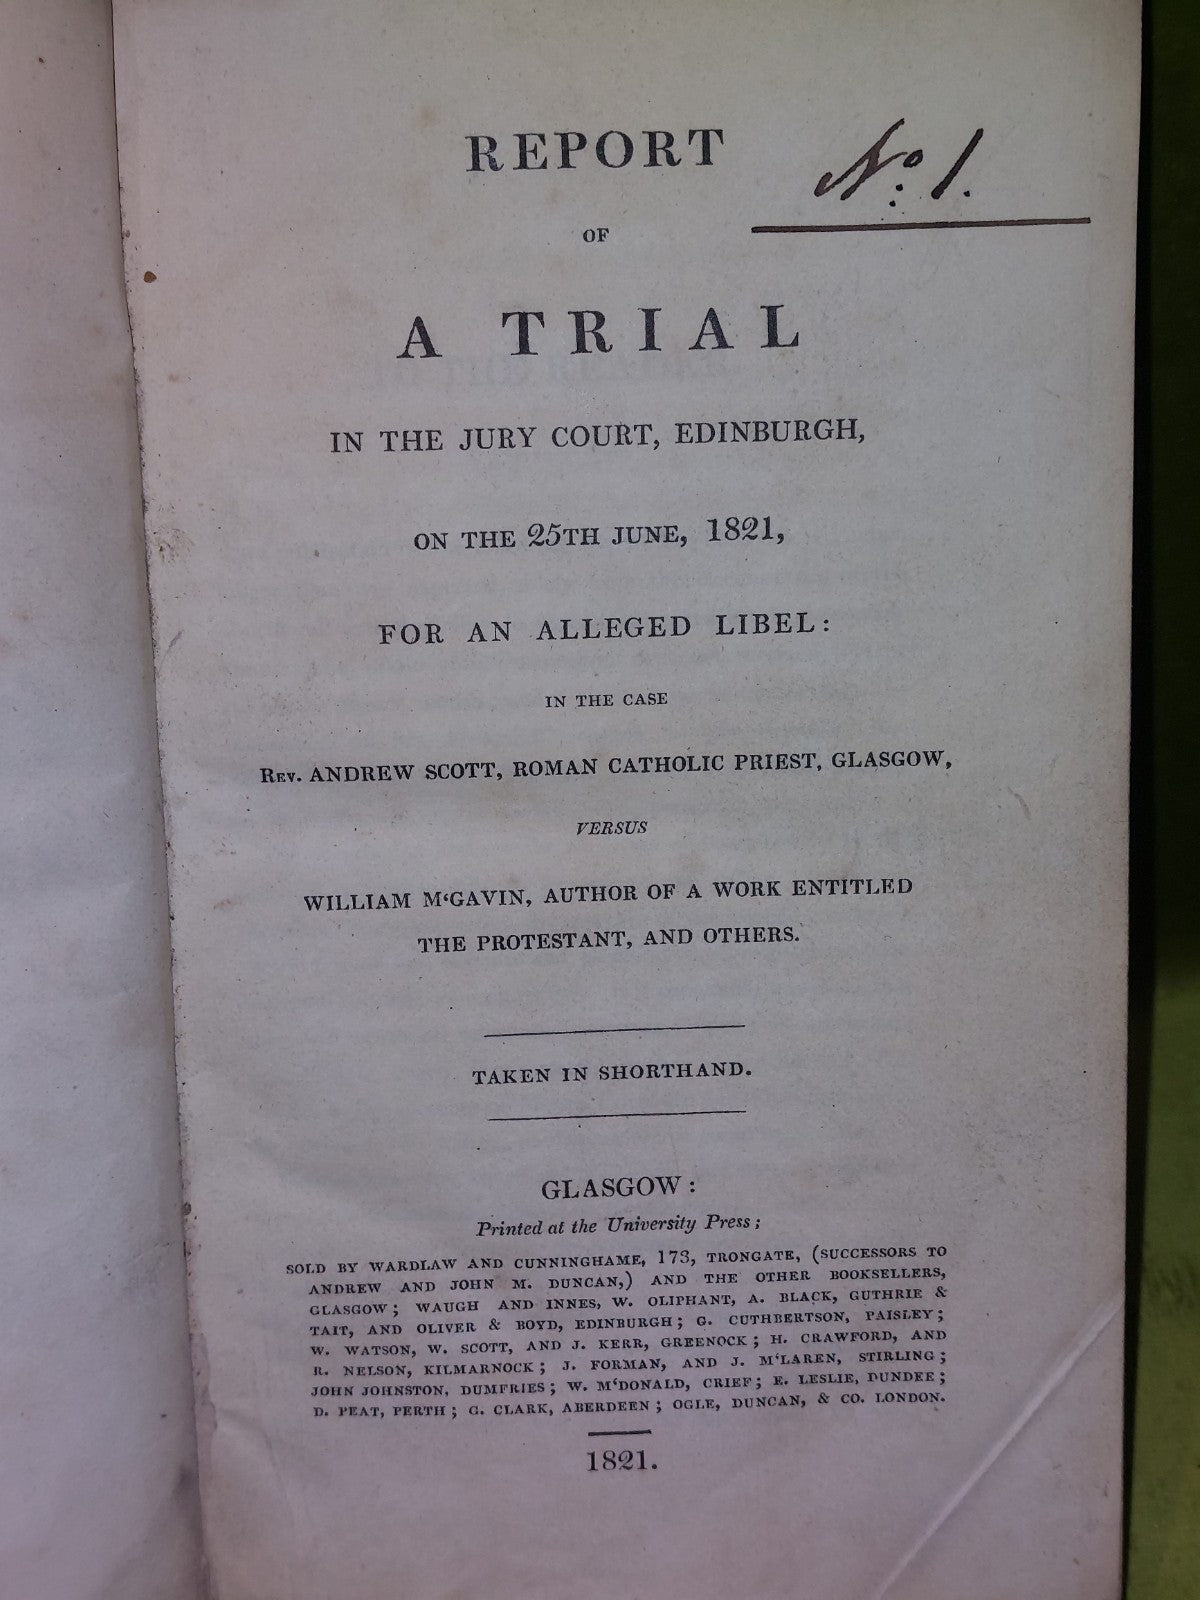 REPORT
No. 1.
OF
A TRIAL
IN THE JURY COURT, EDINBURGH,
ON THE 25TH JUNE, 1821,
FOR AN ALLEGED LIBEL:
IN THE CASE
REV. ANDREW SCOTT, ROMAN CATHOLIC PRIEST, GLASGOW,
VERSUS
WILLIAM M‘GAVIN, AUTHOR OF A WORK ENTITLED
THE PROTESTANT, AND OTHERS.
TAKEN IN SHORTHAND.
GLASGOW:
Printed at the University Press;
SOLD BY WARDLAW AND CUNNINGHAME, 173, TRONGATE, (SUCCESSORS TO
ANDREW AND JOHN M. DUNCAN,) AND THE OTHER BOOKSELLERS,
GLASGOW; WAUGH AND INNES, W. OLIPHANT, A. BLACK, GUTHRIE &
TAIT, AND OLIVER & BOYD, EDINBURGH; G. CUTHBERTSON, PAISLEY;
W. WATSON, W. SCOTT, AND J. KERR, GREENOCK; H. CRAWFORD, AND
R. NELSON, KILMARNOCK; J. FORMAN, AND J. M‘LAREN, STIRLING;
JOHN JOHNSTON, DUMFRIES; W. M‘DONALD, CRIEF; E. LESLIE, DUNDEE;
D. PEAT, PERTH; G. CLARK, ABERDEEN; OGLE, DUNCAN, & CO. LONDON.
1821.